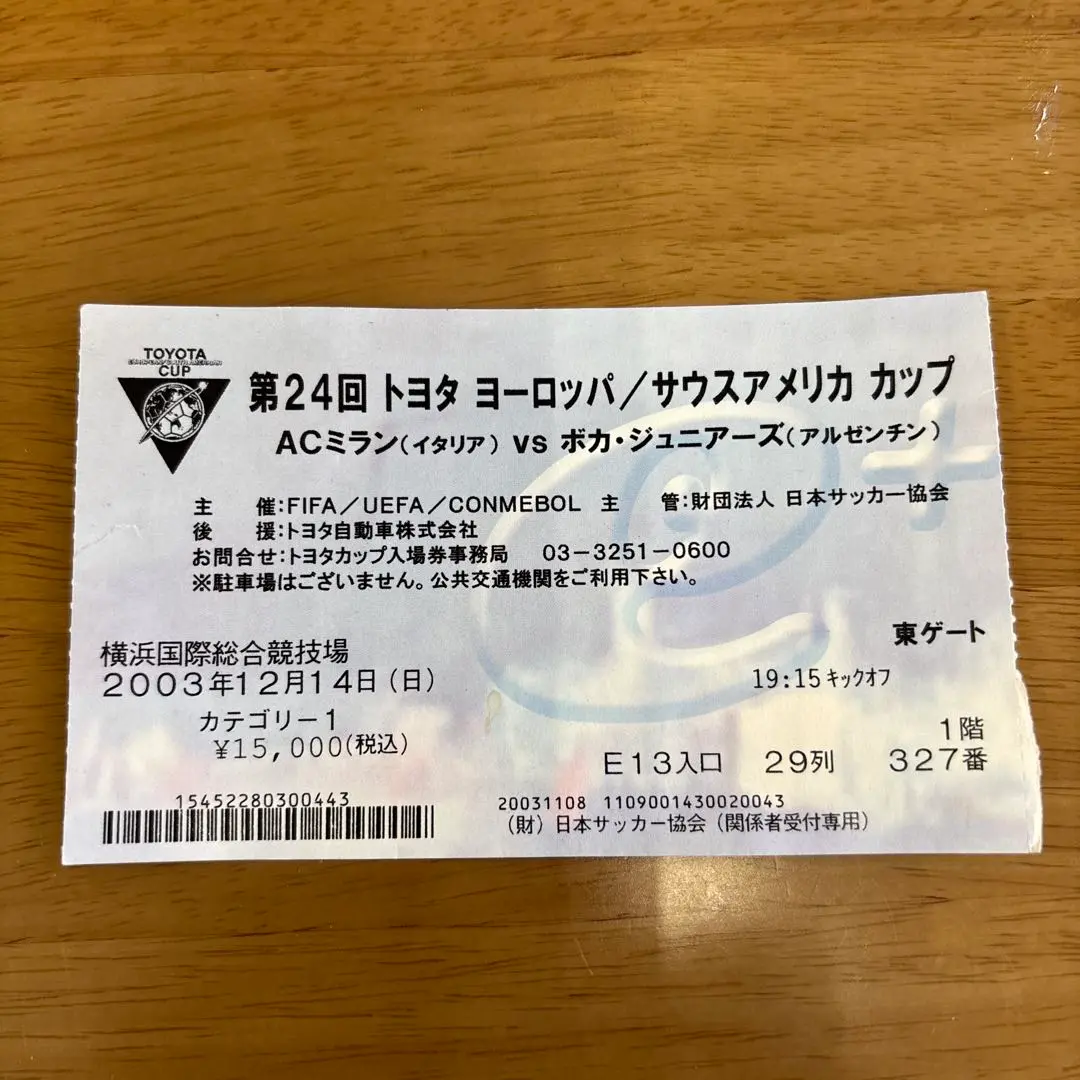 TOYOTA
EUROPEAN/SOUTH AMERICAN
CUP
第24回 トヨタ ヨーロッパ/サウスアメリカ カップ
ACミラン(イタリア) vs ボカ・ジュニアーズ(アルゼンチン)
主 催:FIFA/UEFA/CONMEBOL 主 管:財団法人 日本サッカー協会
後 援:トヨタ自動車株式会社
お問合せ:トヨタカップ入場券事務局 03-3251-0600
※駐車場はございません。公共交通機関をご利用下さい。
東ゲート
横浜国際総合競技場
2003年12月14日(日) 19:15キックオフ
カテゴリー1 1階
¥15,000(税込) E13入口 29列 327番
15452280300443 20031108 1109001430020043
(財)日本サッカー協会(関係者受付専用)
e+